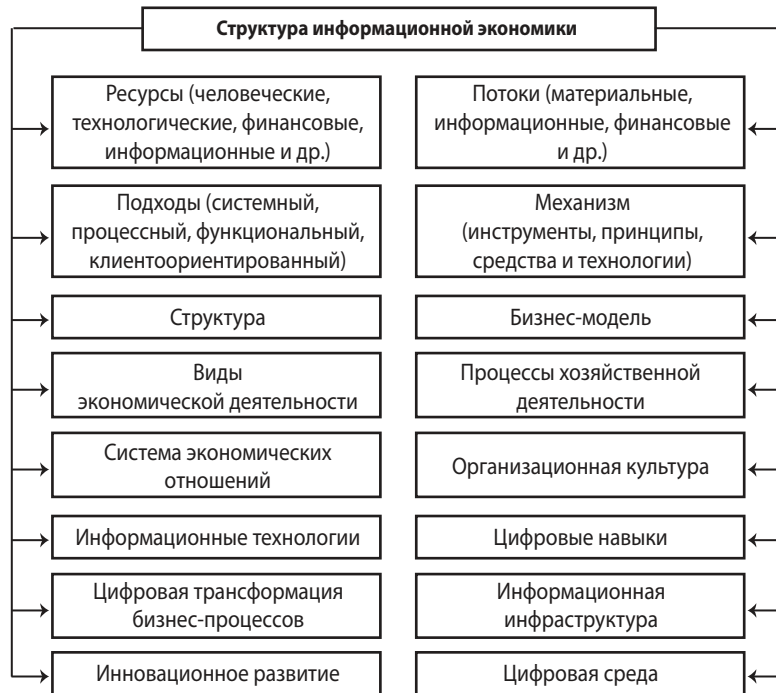 Структура информационной экономики
Ресурсы (человеческие,
технологические, финансовые,
информационные и др.)
Потоки (материальные,
информационные, финансовые
и др.)
Подходы (системный,
процессный, функциональный,
клиентоориентированный)
Механизм
(инструменты, принципы,
средства и технологии)
Структура
Бизнес-модель
Виды
экономической деятельности
Процессы хозяйственной
деятельности
Система экономических
отношений
Организационная культура
Информационные технологии
Цифровые навыки
Цифровая трансформация
бизнес-процессов
Информационная
инфраструктура
Инновационное развитие
Цифровая среда